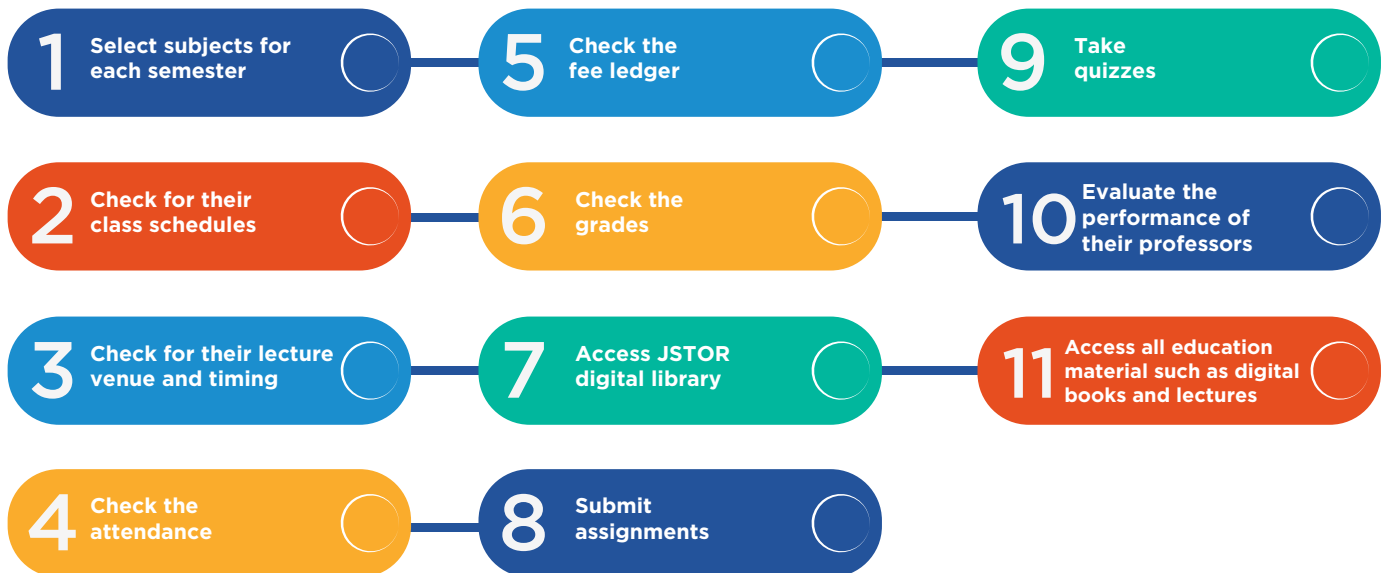 1 Select subjects for
each semester
2 Check for their
class schedules
3 Check for their lecture
venue and timing
4 Check the
attendance
5 Check the
fee ledger
6 Check the
grades
7 Access JSTOR
digital library
8 Submit
assignments
9 Take
quizzes
10 Evaluate the
performance of
their professors
11 Access all education
material such as digital
books and lectures